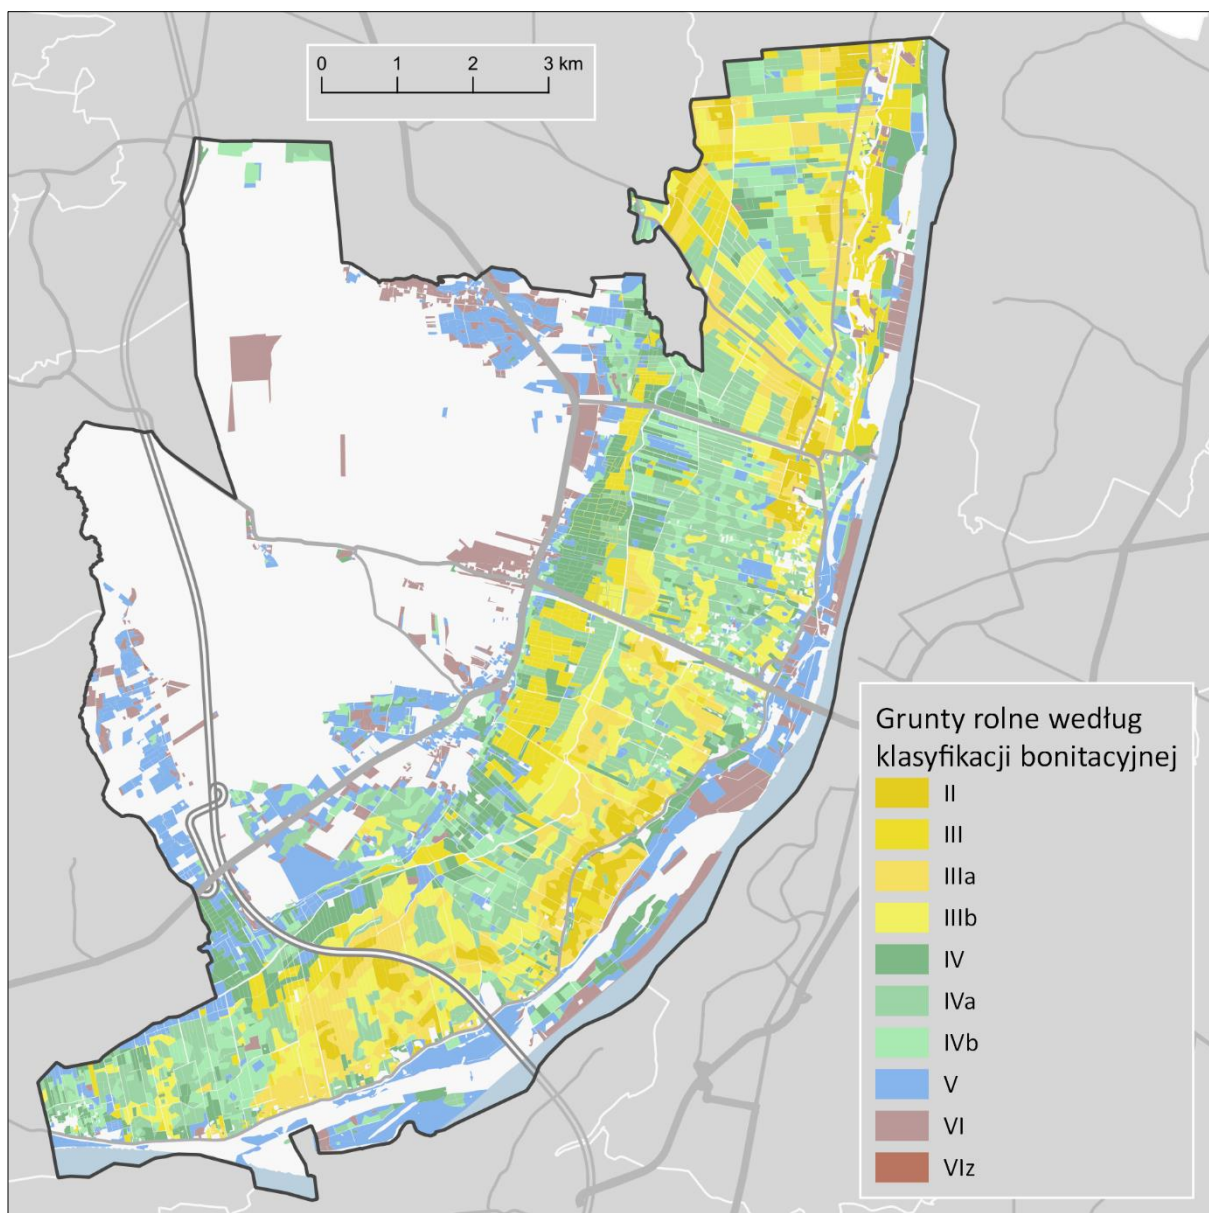 0 1 2 3 km
Grunty rolne według
klasyfikacji bonitacyjnej
II
III
IIIa
IIIb
IV
IVa
IVb
V
VI
VIz